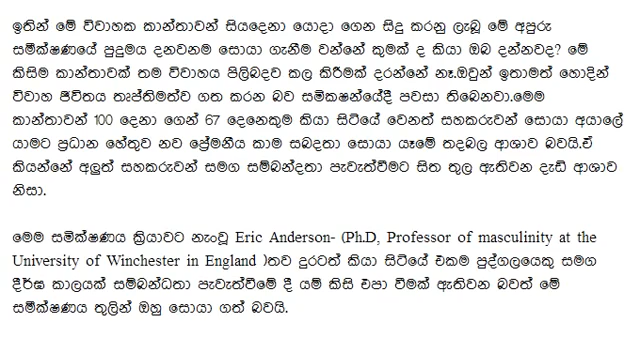 ඉතින් මේ විවාහක කාන්තාවන් සියදෙනා යොදා ගෙන සිදු කරනු ලැබූ මේ අපුරු
සමීක්ෂණයේ පුදුමය දනවනම සොයා ගැනීම වන්නේ කුමක් ද කියා ඔබ දන්නවද? මේ
කිසිම කාන්තාවක් තම විවාහය පිලිබදව කල කිරීමක් දරන්නේ නෑ.ඔවුන් ඉතාමත් හොදින්
විවාහ ජීවිතය තෘප්තිමත්ව ගත කරන බව සමිකෂන්යේදී පවසා තිබෙනවා.මෙම
කාන්තාවන් 100 දෙනා ගෙන් 67 දෙනෙකුම කියා සිටියේ වෙනත් සහකරුවන් සොයා අයාලේ
යාමට ප්‍රධාන හේතුව නව ප්‍රේමනීය කාම සබදතා සොයා යෑමේ තදබල ආශාව බවයි.ඒ
කියන්නේ අලුත් සහකරුවන් සමග සම්බන්දතා පැවැත්වීමට සිත තුල ඇතිවන දැඩි ආශාව
නිසා.
මෙම සමික්ෂණය ක්‍රියාවට නැංවූ Eric Anderson- (Ph.D, Professor of masculinity at the
University of Winchester in England )තව දුරටත් කියා සිටියේ එකම පුද්ගලයෙකු සමග
දීර්ඝ කාලයක් සම්බන්ධතා පැවැත්වීමේ දී යම් කිසි එපා වීමක් ඇතිවන බවත් මේ
සමීක්ෂණය තුලින් ඔහු සොයා ගත් බවයි.